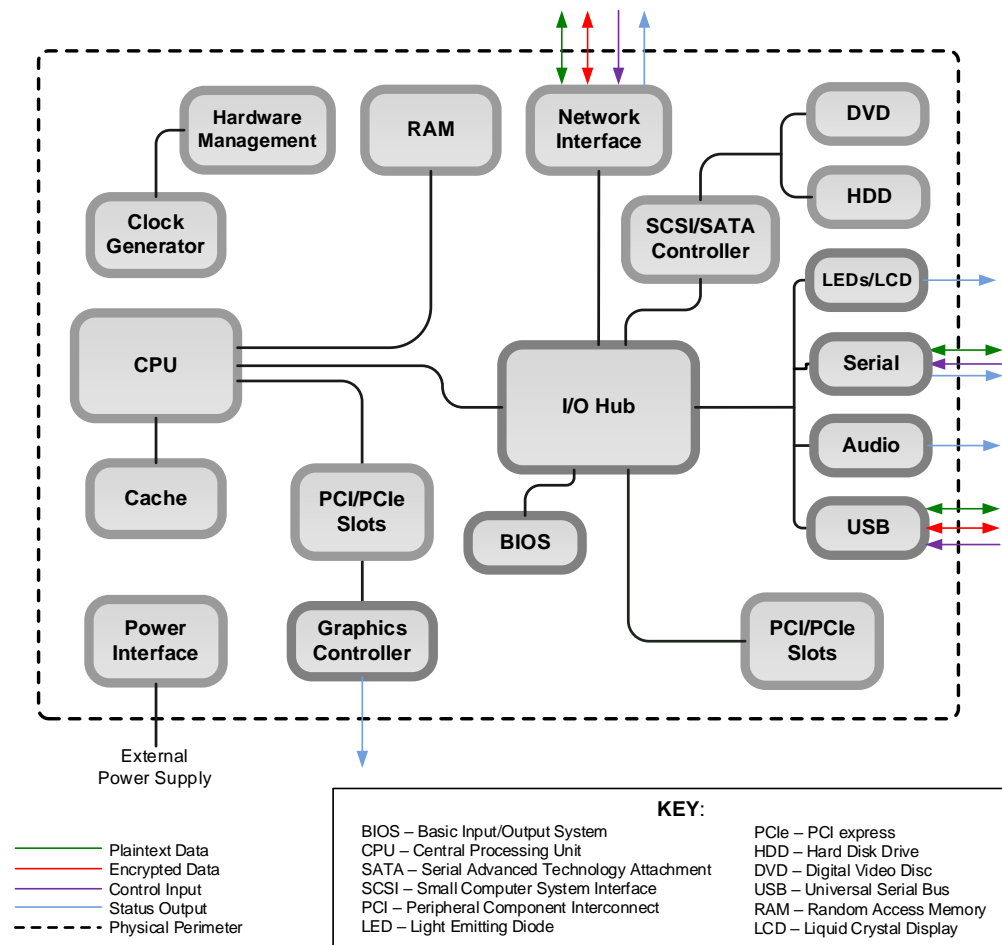 Hardware
Management
RAM
Network
Interface
DVD
HDD
Clock
Generator
SCSI/SATA
Controller
LEDs/LCD
CPU
I/O Hub
Serial
Audio
Cache
PCI/PCIe
Slots
BIOS
USB
Power
Interface
Graphics
Controller
PCI/PCIe
Slots
External
Power Supply
Plaintext Data
Encrypted Data
Control Input
Status Output
Physical Perimeter
KEY:
BIOS – Basic Input/Output System
CPU – Central Processing Unit
SATA – Serial Advanced Technology Attachment
SCSI – Small Computer System Interface
PCI – Peripheral Component Interconnect
LED – Light Emitting Diode
PCIe – PCI express
HDD – Hard Disk Drive
DVD – Digital Video Disc
USB – Universal Serial Bus
RAM – Random Access Memory
LCD – Liquid Crystal Display